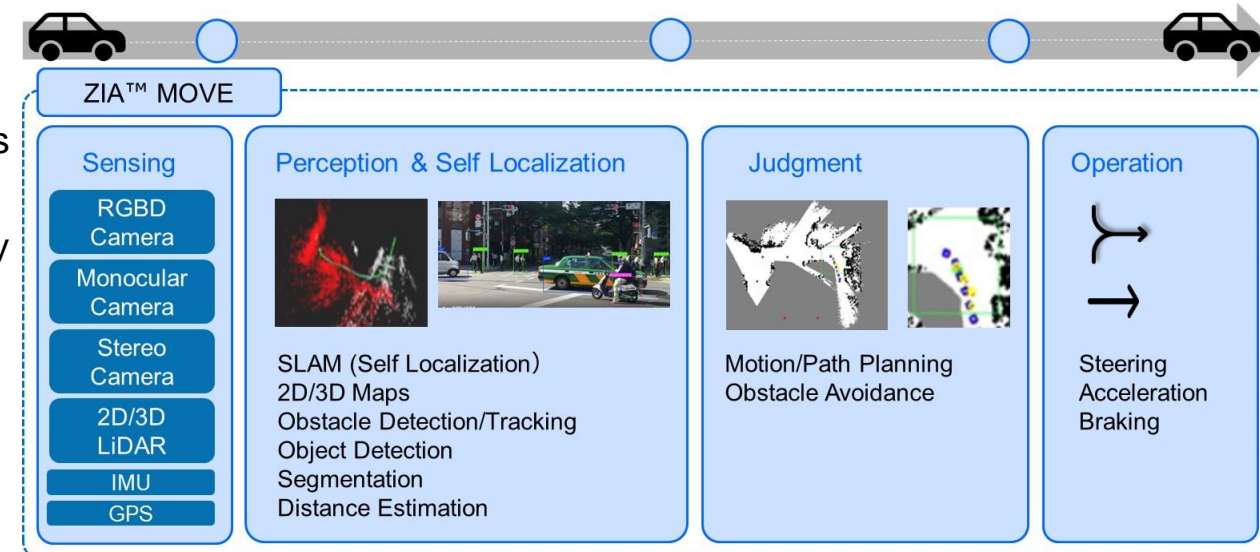 ZIA™ MOVE
s
y
Sensing
RGBD
Camera
Monocular
Camera
Stereo
Camera
2D/3D
LiDAR
IMU
GPS
Perception & Self Localization
SLAM (Self Localization）
2D/3D Maps
Obstacle Detection/Tracking
Object Detection
Segmentation
Distance Estimation
Judgment
Motion/Path Planning
Obstacle Avoidance
Operation
Steering
Acceleration
Braking